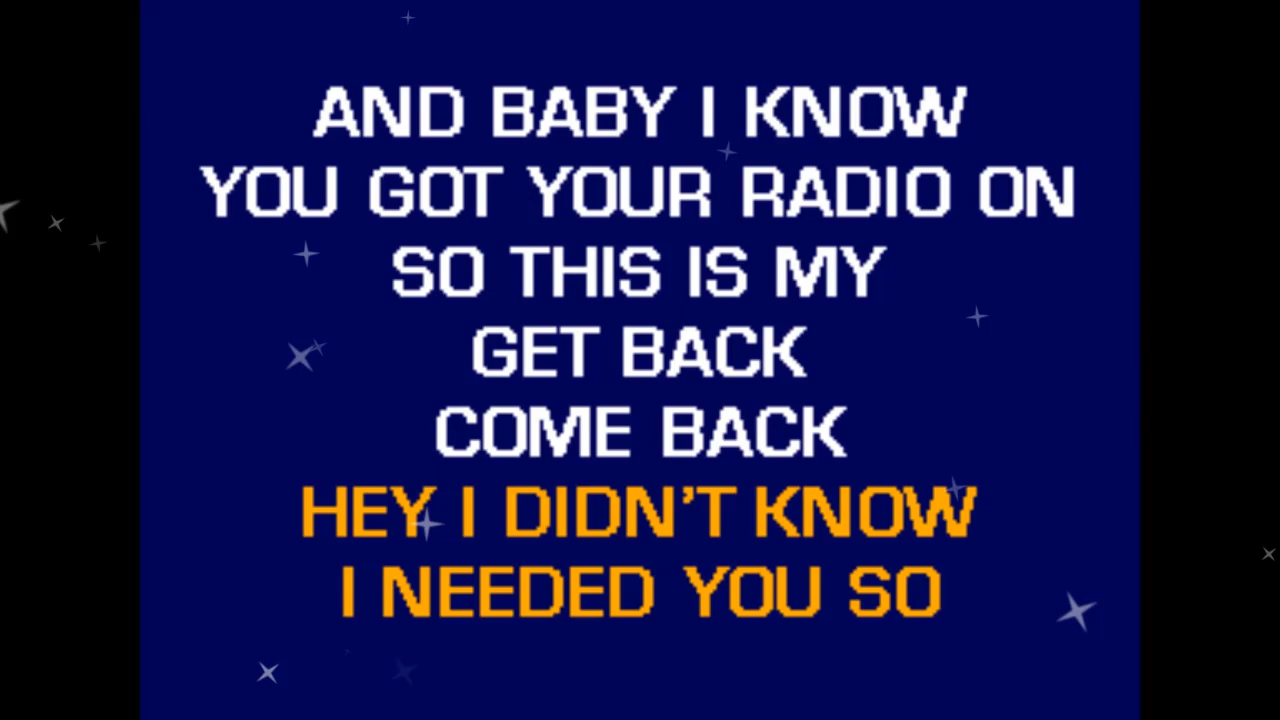 AND BABY I KNOW
YOU GOT YOUR RADIO ON
SO THIS IS MY
GET BACK
COME BACK
HEY I DIDN'T KNOW
I NEEDED YOU SO